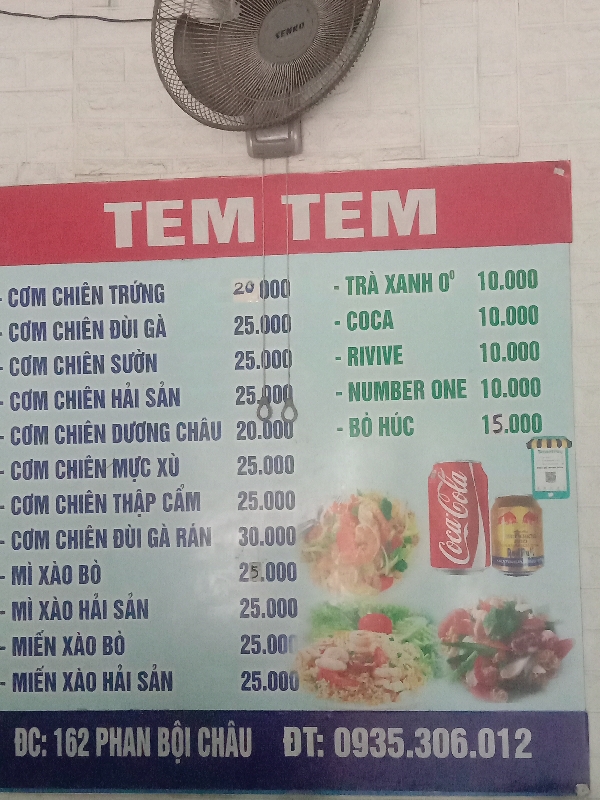 KENKO
TEM TEM
- CƠM CHIÊN TRỨNG 20.000
- CƠM CHIÊN ĐÙI GÀ 25.000
- CƠM CHIÊN SƯỜN 25.000
- CƠM CHIÊN HẢI SẢN 25.000
- CƠM CHIÊN DƯƠNG CHÂU 20.000
- CƠM CHIÊN MỰC XÙ 25.000
- CƠM CHIÊN THẬP CẨM 25.000
- CƠM CHIÊN ĐÙI GÀ RÁN 30.000
- MÌ XÀO BÒ 25.000
- MÌ XÀO HẢI SẢN 25.000
- MIẾN XÀO BÒ 25.000
- MIẾN XÀO HẢI SẢN 25.000
- TRÀ XANH 0⁰ 10.000
- COCA 10.000
- RIVIVE 10.000
- NUMBER ONE 10.000
- BÒ HÚC 15.000
Coca-Cola
Red Bull
ĐC: 162 PHAN BỘI CHÂU ĐT: 0935.306.012